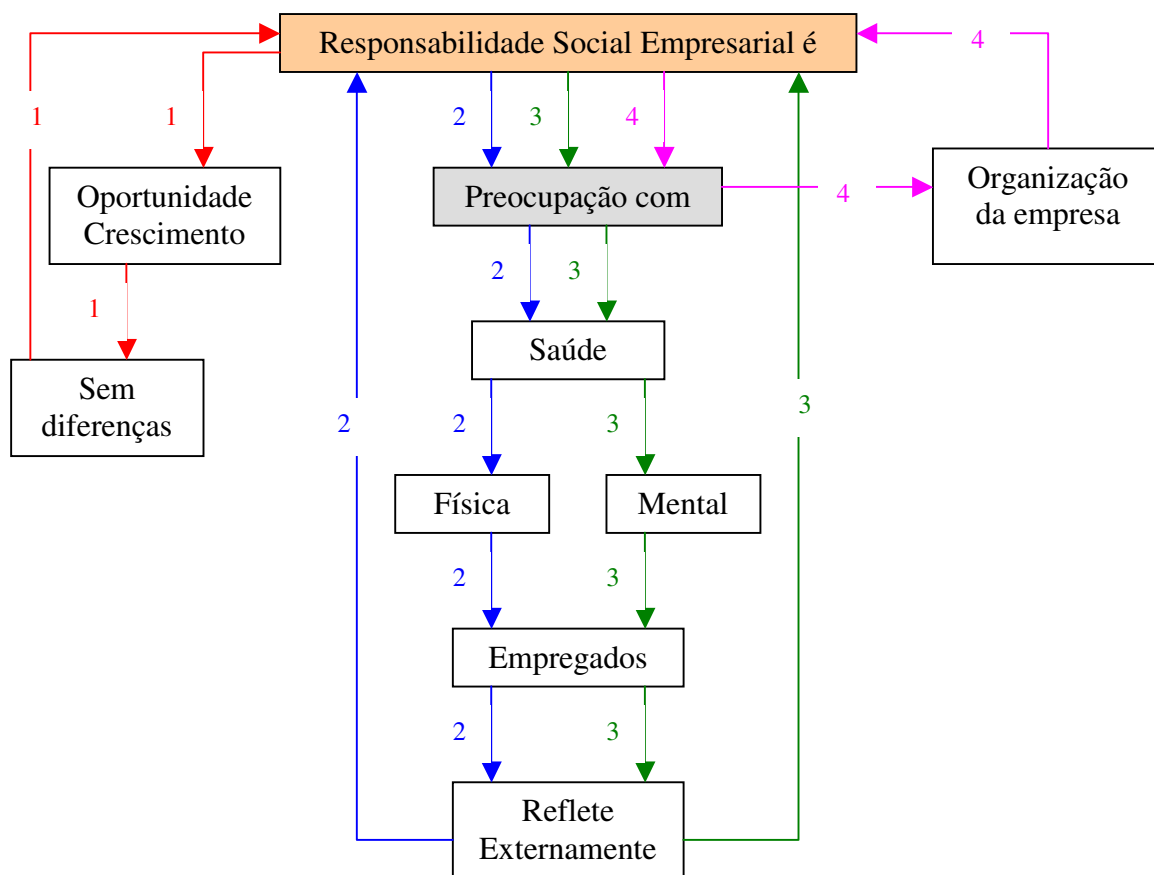 Responsabilidade Social Empresarial é
4
1
1
2
3
4
Oportunidade
Crescimento
Preocupação com
4
Organização
da empresa
2
3
1
Saúde
Sem
diferenças
2
2
3
3
Física
Mental
2
3
Empregados
2
3
Reflete
Externamente